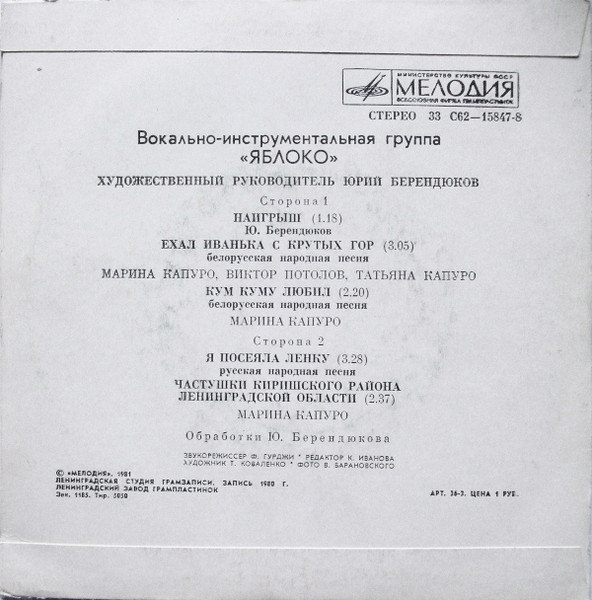 МИНИСТЕРСТВО КУЛЬТУРЫ СССР
МЕЛОДИЯ
ВСЕСОЮЗНАЯ ФИРМА ГРАМПЛАСТИНОК
СТЕРЕО 33 С62—15847-8
Вокально-инструментальная группа
«ЯБЛОКО»
ХУДОЖЕСТВЕННЫЙ РУКОВОДИТЕЛЬ ЮРИЙ БЕРЕНДЮКОВ
Сторона 1
НАИГРЫШ (1.18)
Ю. Берендюков
ЕХАЛ ИВАНЬКА С КРУТЫХ ГОР (3.05)
белорусская народная песня
МАРИНА КАПУРО, ВИКТОР ПОТОЛОВ, ТАТЬЯНА КАПУРО
КУМ КУМУ ЛЮБИЛ (2.20)
белорусская народная песня
МАРИНА КАПУРО
Сторона 2
Я ПОСЕЯЛА ЛЕНКУ (3.28)
русская народная песня
ЧАСТУШКИ КИРИШСКОГО РАЙОНА
ЛЕНИНГРАДСКОЙ ОБЛАСТИ (2.37)
МАРИНА КАПУРО
Обработки Ю. Берендюкова
ЗВУКОРЕЖИССЕР Ф. ГУРДЖИ * РЕДАКТОР К. ИВАНОВА
ХУДОЖНИК Т. КОВАЛЕНКО * ФОТО В. БАРАНОВСКОГО
© «МЕЛОДИЯ», 1981
ЛЕНИНГРАДСКАЯ СТУДИЯ ГРАМЗАПИСИ. ЗАПИСЬ 1980 Г.
ЛЕНИНГРАДСКИЙ ЗАВОД ГРАМПЛАСТИНОК
Зак. 1185. Тир. 5050
АРТ. 36-3. ЦЕНА 1 РУБ.